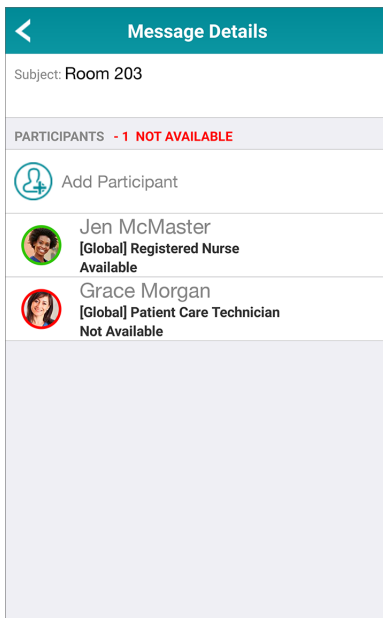 Message Details
Subject: Room 203
PARTICIPANTS - 1 NOT AVAILABLE
Add Participant
Jen McMaster
[Global] Registered Nurse
Available
Grace Morgan
[Global] Patient Care Technician
Not Available